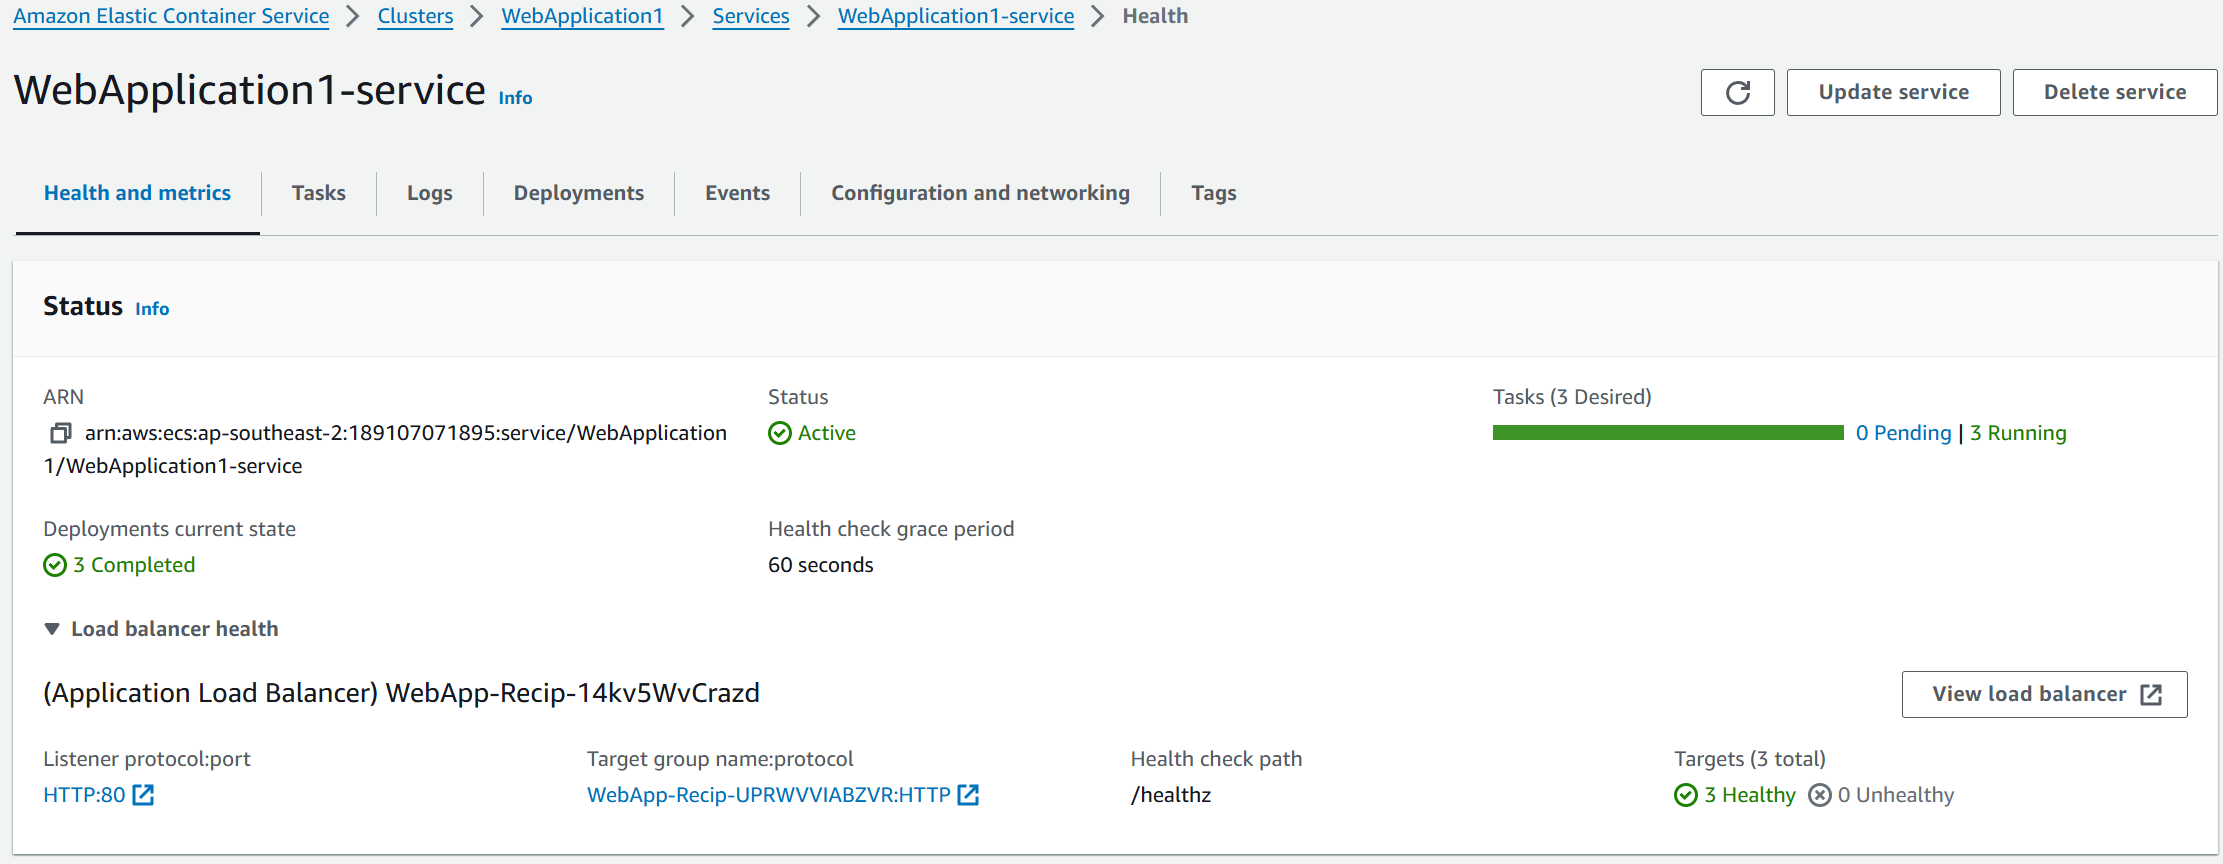 Amazon Elastic Container Service > Clusters > WebApplication1 > Services > WebApplication1-service > Health
WebApplication1-service Info
Update service
Delete service
Health and metrics
Tasks
Logs
Deployments
Events
Configuration and networking
Tags
Status Info
ARN
arn:aws:ecs:ap-southeast-2:189107071895:service/WebApplication
1/WebApplication1-service
Status
Active
Tasks (3 Desired)
0 Pending | 3 Running
Deployments current state
3 Completed
Health check grace period
60 seconds
Load balancer health
(Application Load Balancer) WebApp-Recip-14kv5WvCrazd
View load balancer
Listener protocol:port
HTTP:80
Target group name:protocol
WebApp-Recip-UPRWVVIABZVR:HTTP
Health check path
/healthz
Targets (3 total)
3 Healthy 0 Unhealthy